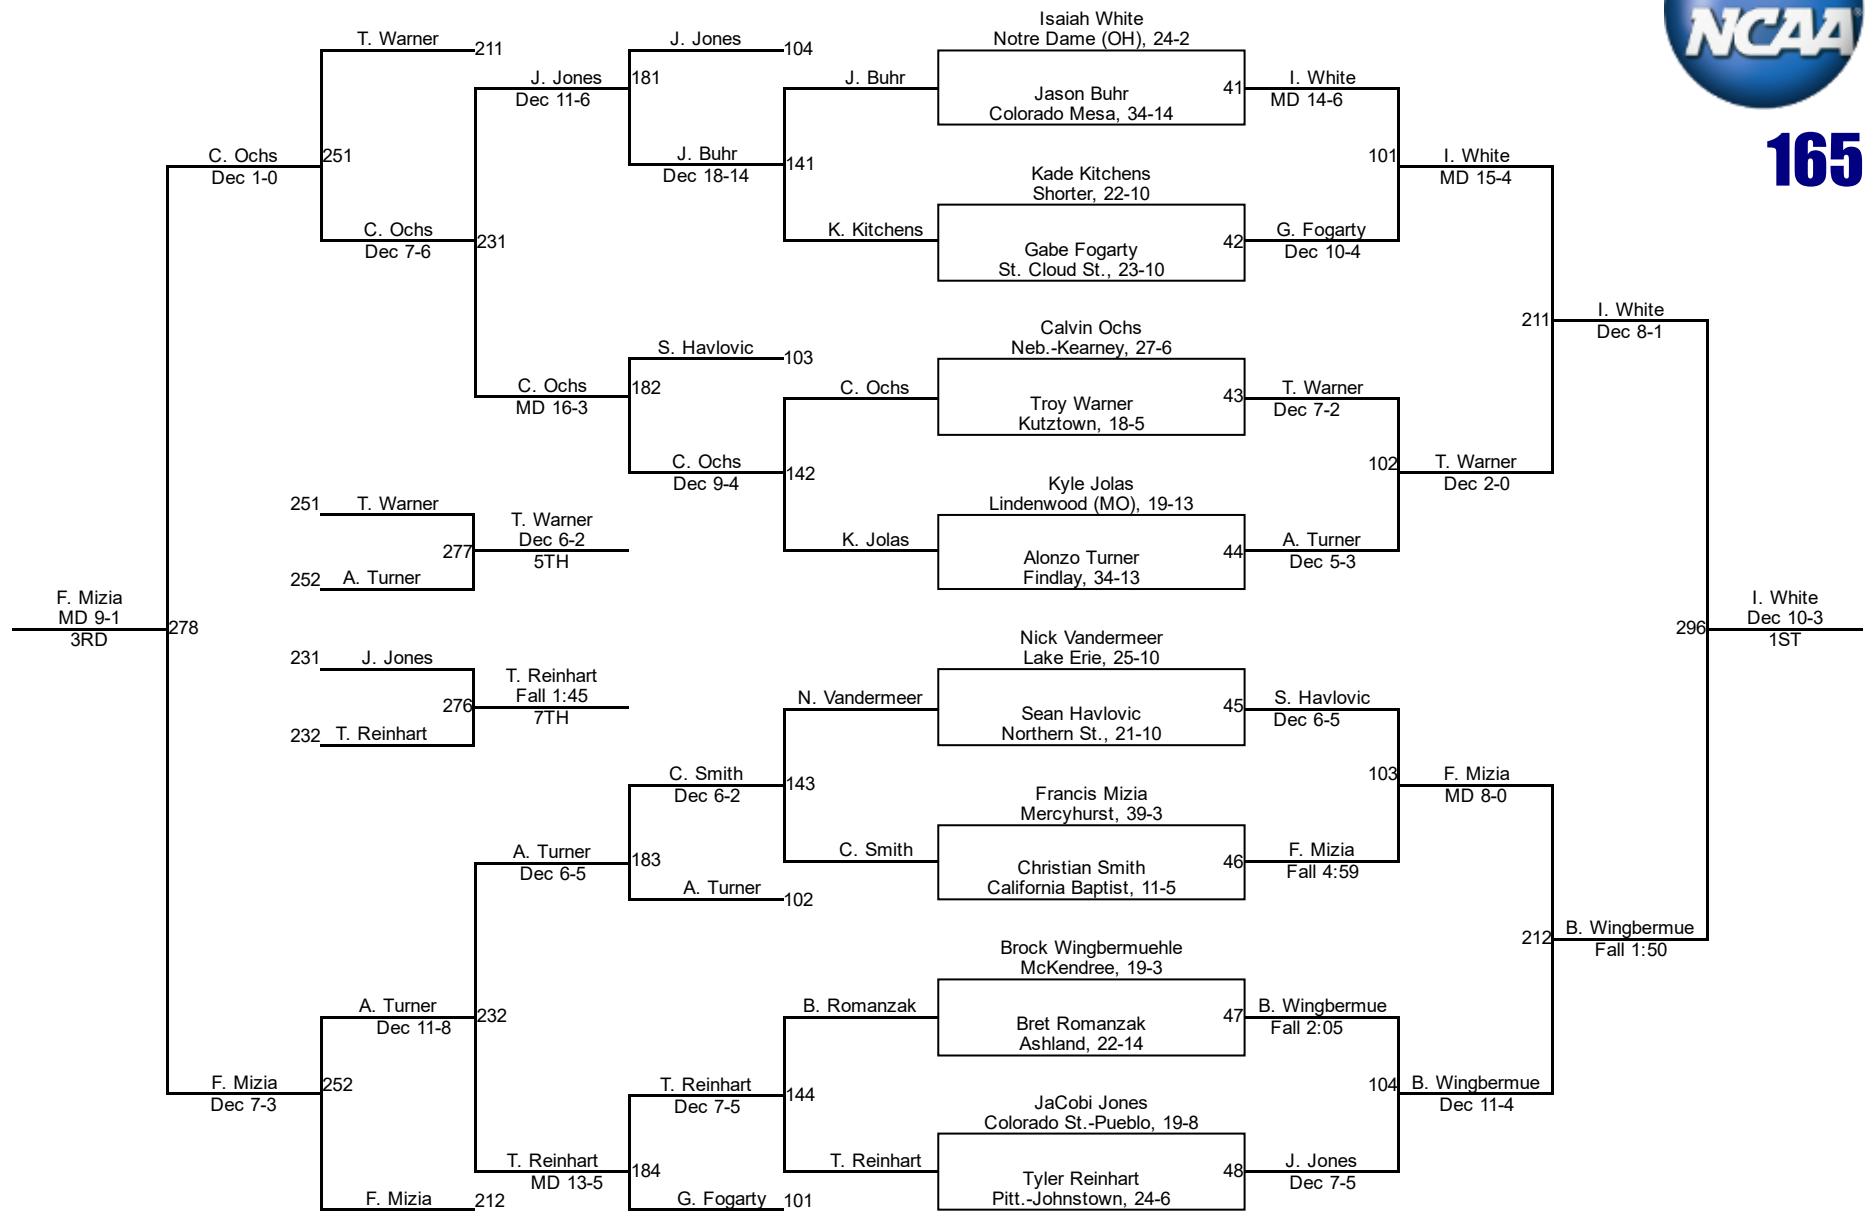 NCAA
165
Isaiah White
Notre Dame (OH), 24-2
T. Warner 211
J. Jones 104
J. Jones 181
Dec 11-6
J. Buhr
Jason Buhr 41
Colorado Mesa, 34-14
I. White
MD 14-6
C. Ochs 251
Dec 1-0
J. Buhr 141
Dec 18-14
101 I. White
MD 15-4
Kade Kitchens
Shorter, 22-10
C. Ochs 231
Dec 7-6
K. Kitchens
Gabe Fogarty 42
St. Cloud St., 23-10
G. Fogarty
Dec 10-4
211 I. White
Dec 8-1
Calvin Ochs
Neb.-Kearney, 27-6
S. Havlovic 103
C. Ochs 182
MD 16-3
C. Ochs
Troy Warner 43
Kutztown, 18-5
T. Warner
Dec 7-2
C. Ochs 142
Dec 9-4
102 T. Warner
Dec 2-0
Kyle Jolas
Lindenwood (MO), 19-13
251 T. Warner
T. Warner
Dec 6-2
277
5TH
252 A. Turner
K. Jolas
Alonzo Turner 44
Findlay, 34-13
A. Turner
Dec 5-3
F. Mizia
MD 9-1
3RD
278
296
I. White
Dec 10-3
1ST
Nick Vandermeer
Lake Erie, 25-10
231 J. Jones
T. Reinhart
Fall 1:45
276
7TH
232 T. Reinhart
N. Vandermeer
Sean Havlovic 45
Northern St., 21-10
S. Havlovic
Dec 6-5
C. Smith 143
Dec 6-2
103 F. Mizia
MD 8-0
Francis Mizia
Mercyhurst, 39-3
A. Turner 183
Dec 6-5
C. Smith
Christian Smith 46
California Baptist, 11-5
F. Mizia
Fall 4:59
A. Turner 102
212 B. Wingbermue
Fall 1:50
Brock Wingbermuehle
McKendree, 19-3
A. Turner 232
Dec 11-8
B. Romanzak
Bret Romanzak 47
Ashland, 22-14
B. Wingbermue
Fall 2:05
F. Mizia 252
Dec 7-3
T. Reinhart 144
Dec 7-5
104 B. Wingbermue
Dec 11-4
JaCobi Jones
Colorado St.-Pueblo, 19-8
T. Reinhart 184
MD 13-5
T. Reinhart
Tyler Reinhart 48
Pitt.-Johnstown, 24-6
J. Jones
Dec 7-5
F. Mizia 212
G. Fogarty 101